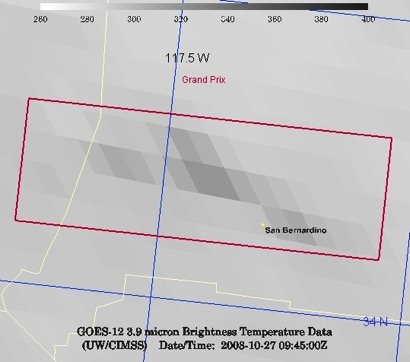 260 280 300 320 340 360 380 400
117.5 W
Grand Prix
San Bernardino
34 N
GOES-12 3.9 micron Brightness Temperature Data
(UW/CIMSS) Date/Time: 2003-10-27 09:45:00Z